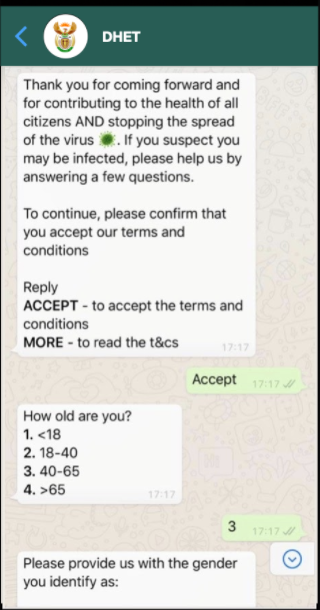 DHET
Thank you for coming forward and
for contributing to the health of all
citizens AND stopping the spread
of the virus . If you suspect you
may be infected, please help us by
answering a few questions.
To continue, please confirm that
you accept our terms and
conditions
Reply
ACCEPT - to accept the terms and
conditions
MORE - to read the t&cs
17:17
Accept 17:17
How old are you?
1. <18
2. 18-40
3. 40-65
4. >65
17:17
3 17:17
Please provide us with the gender
you identify as: